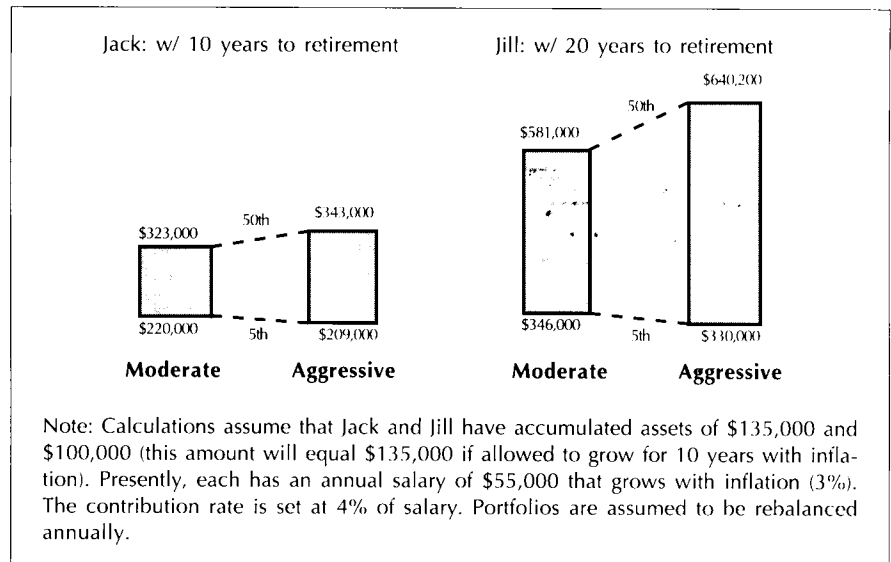 Jack: w/ 10 years to retirement
Jill: w/ 20 years to retirement
$640,200
50th
$581,000
$343,000
50th
$323,000
$220,000
5th
$209,000
$346,000
5th
$330,000
Moderate
Aggressive
Moderate
Aggressive
Note: Calculations assume that Jack and Jill have accumulated assets of $135,000 and
$100,000 (this amount will equal $135,000 if allowed to grow for 10 years with infla-
tion). Presently, each has an annual salary of $55,000 that grows with inflation (3%).
The contribution rate is set at 4% of salary. Portfolios are assumed to be rebalanced
annually.